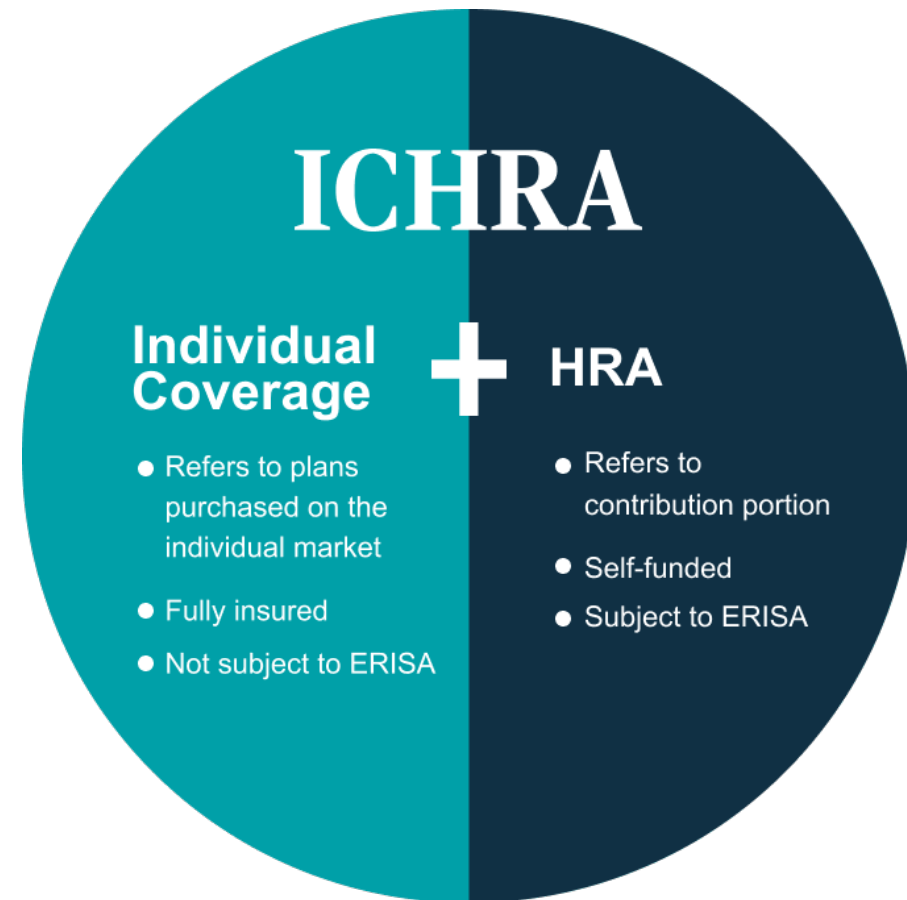 ICHRA
Individual
Coverage
• Refers to plans
purchased on the
individual market
• Fully insured
• Not subject to ERISA
+
HRA
• Refers to
contribution portion
• Self-funded
• Subject to ERISA